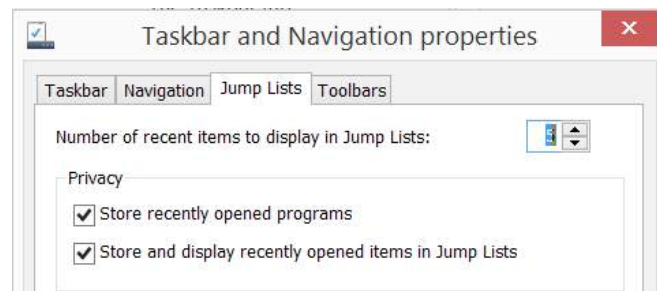 Taskbar and Navigation properties
Taskbar Navigation Jump Lists Toolbars
Number of recent items to display in Jump Lists:
Privacy
Store recently opened programs
Store and display recently opened items in Jump Lists